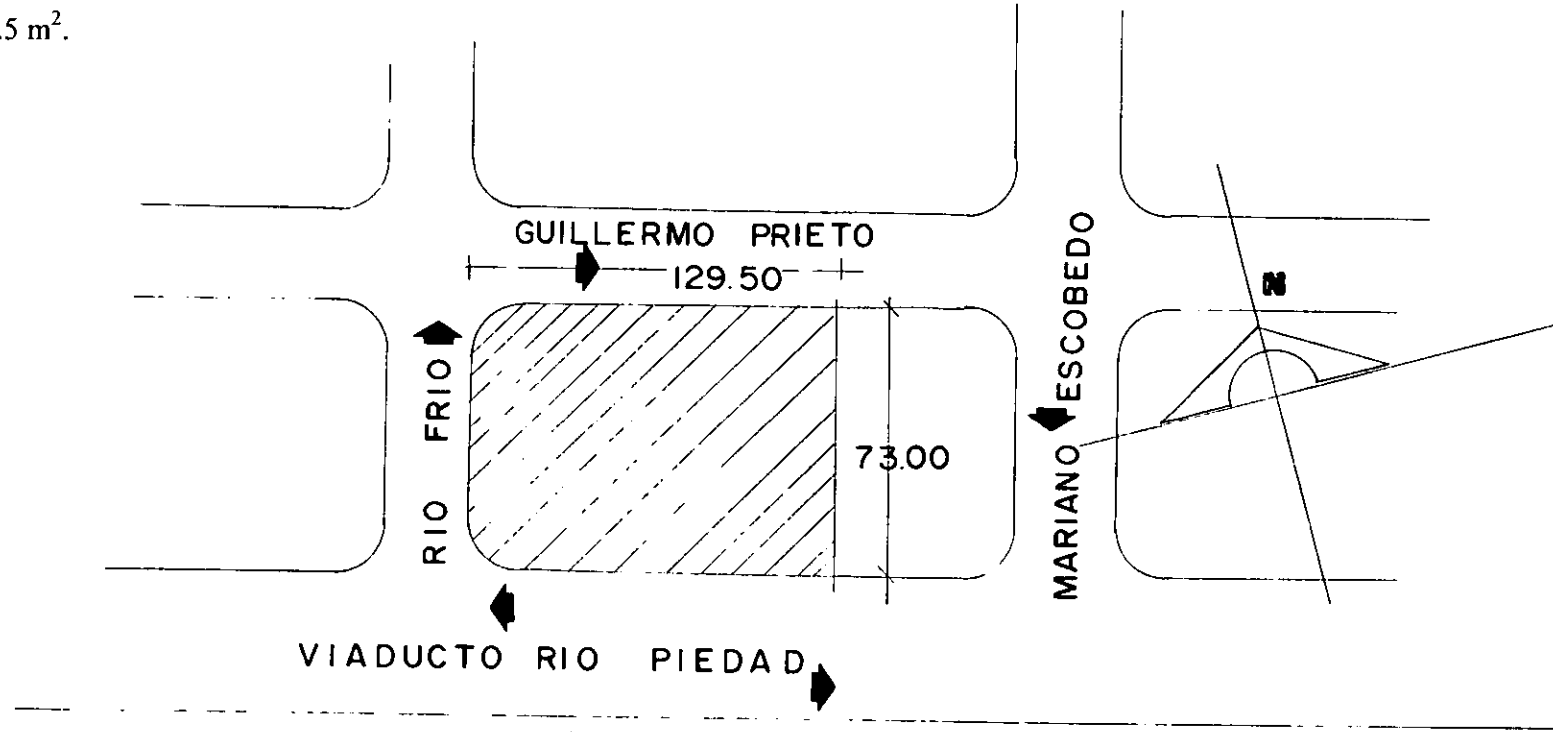 .5 m².
GUILLERMO PRIETO
129.50
RIO FRIO
73.00
MARIANO ESCOBEDO
N
VIADUCTO RIO PIEDAD